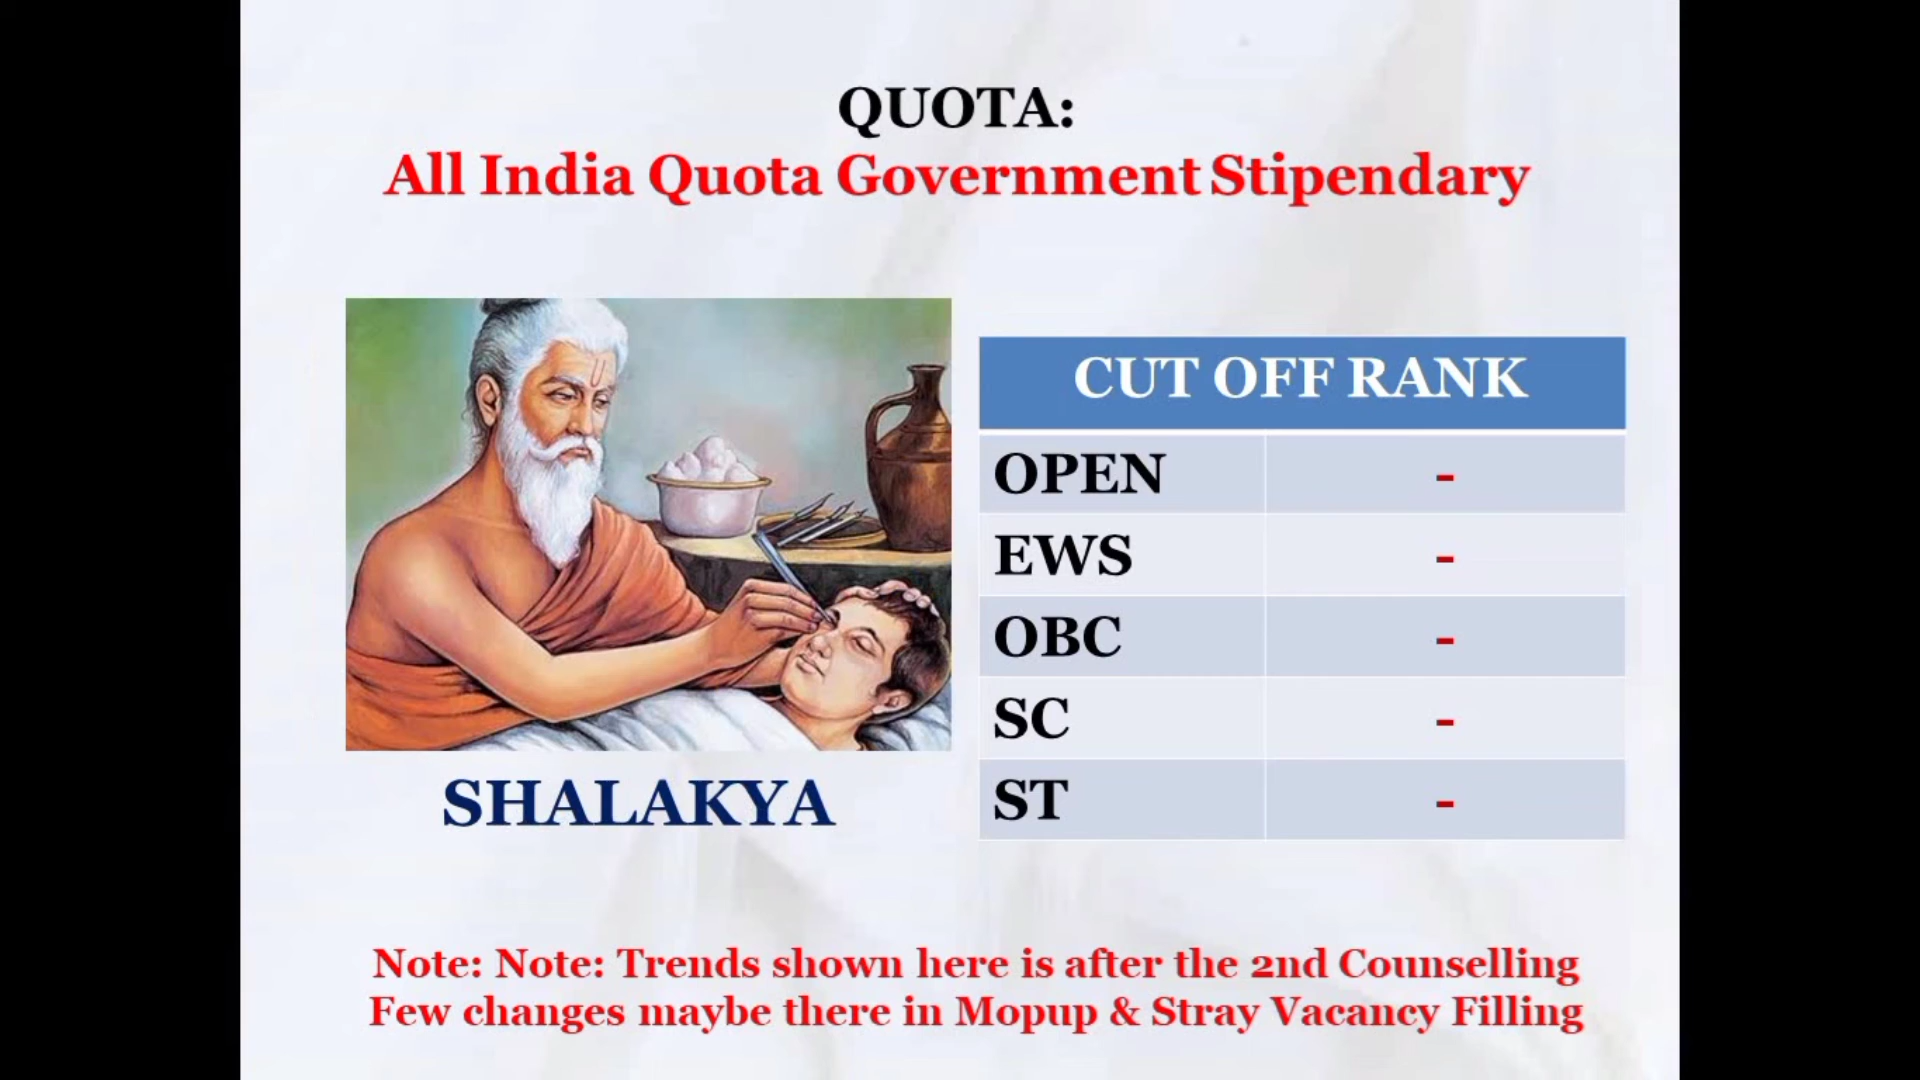 QUOTA:
All India Quota Government Stipendary
CUT OFF RANK
OPEN -
EWS -
OBC -
SC -
ST -
SHALAKYA
Note: Note: Trends shown here is after the 2nd Counselling
Few changes maybe there in Mopup & Stray Vacancy Filling